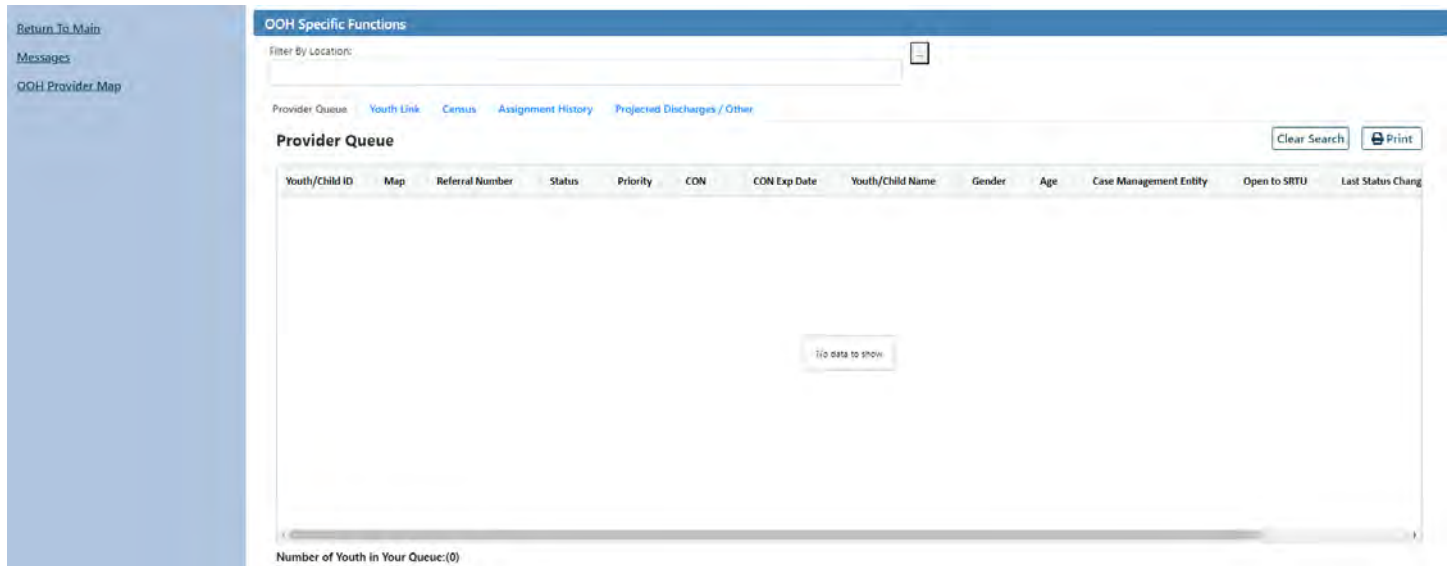 Return To Main
Messages
OOH Provider Map
OOH Specific Functions
Filter By Location:
...
Provider Queue Youth Link Census Assignment History Projected Discharges / Other
Provider Queue
Clear Search Print
Youth/Child ID Map Referral Number Status Priority CON CON Exp Date Youth/Child Name Gender Age Case Management Entity Open to SRTU Last Status Chang
No data to show
Number of Youth in Your Queue:(0)